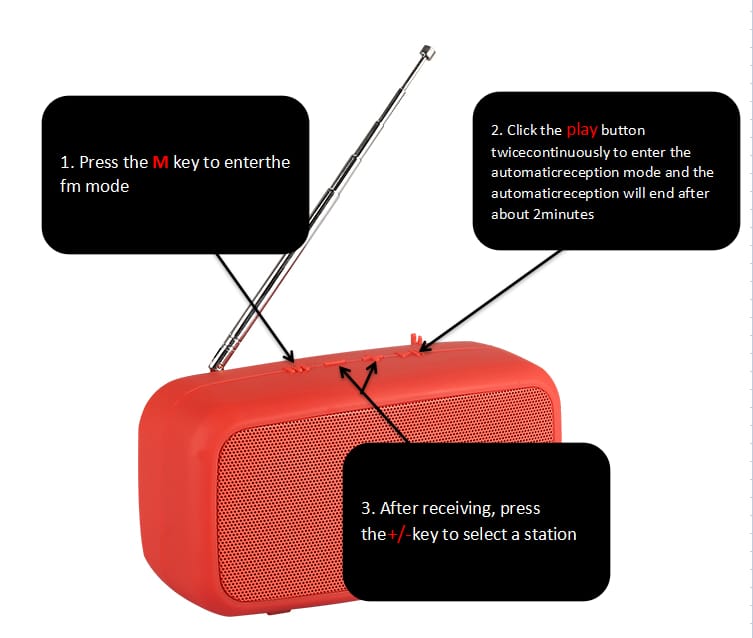 1. Press the M key to enterthe
fm mode
2. Click the play button
twicecontinuously to enter the
automaticreception mode and the
automaticreception will end after
about 2minutes
3. After receiving, press
the+/-key to select a station